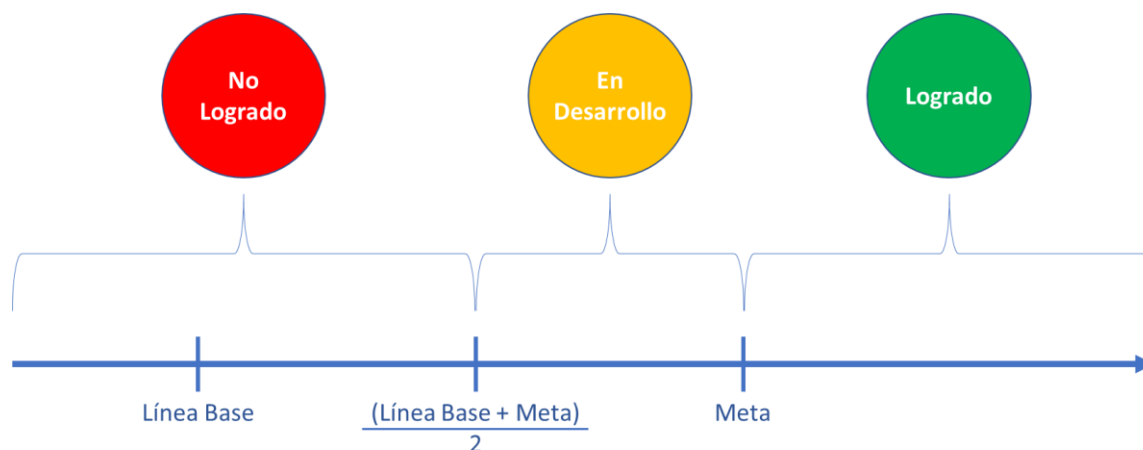 No
Logrado
En
Desarrollo
Logrado
Línea Base
(Línea Base + Meta)
2
Meta